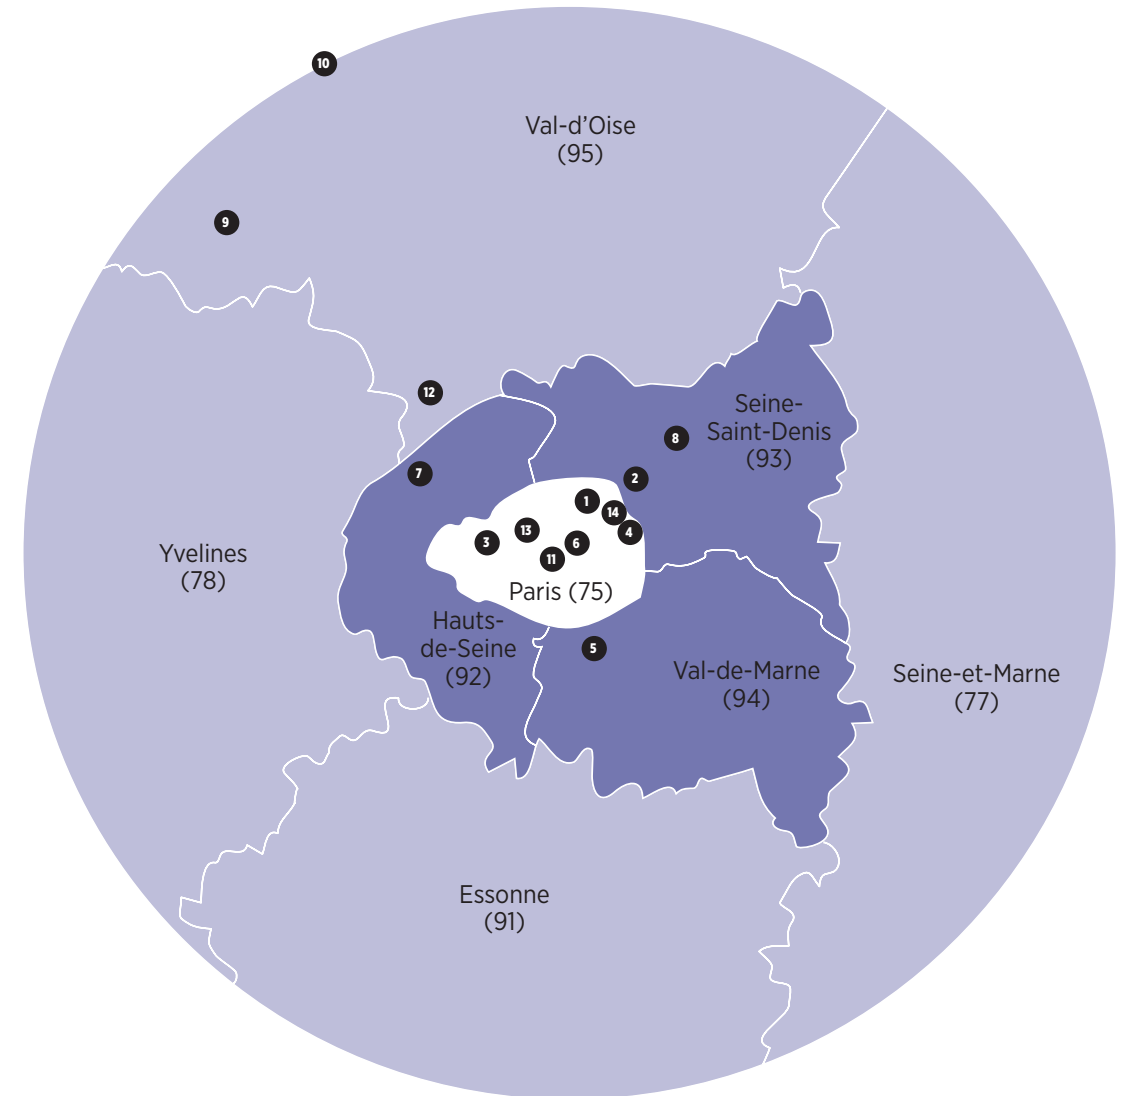 10
Val-d’Oise
(95)
9
12
Seine-
Saint-Denis
(93)
8
7
2
1
14
4
13
3
6
11
Yvelines
(78)
Paris (75)
Hauts-
de-Seine
(92)
5
Val-de-Marne
(94)
Seine-et-Marne
(77)
Essonne
(91)